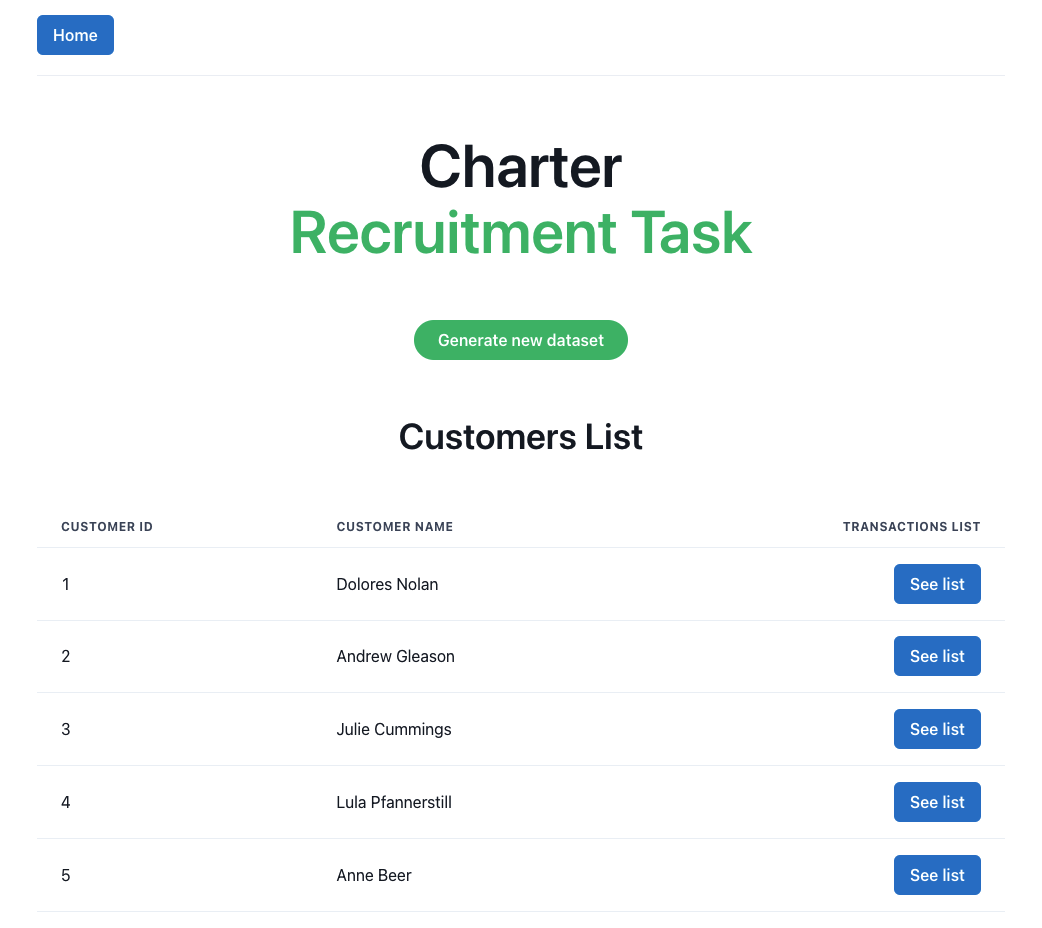 Home
Charter
Recruitment Task
Generate new dataset
Customers List
CUSTOMER ID CUSTOMER NAME TRANSACTIONS LIST
1 Dolores Nolan See list
2 Andrew Gleason See list
3 Julie Cummings See list
4 Lula Pfannerstill See list
5 Anne Beer See list